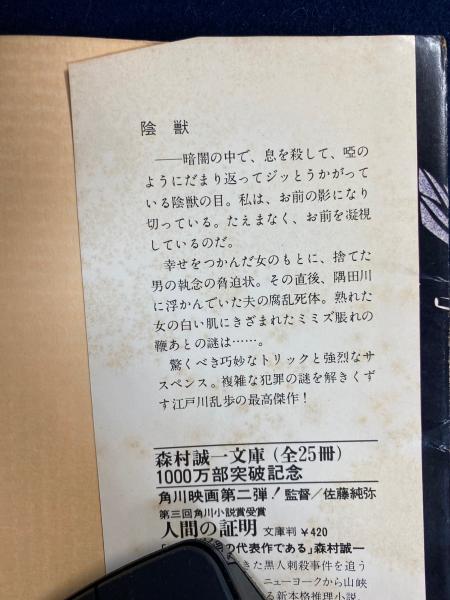 陰獣
――暗闇の中で、息を殺して、啞の
ようにだまり返ってジッとうかがって
いる陰獣の目。私は、お前の影になり
切っている。たえまなく、お前を凝視
しているのだ。
幸せをつかんだ女のもとに、捨てた
男の執念の脅迫状。その直後、隅田川
に浮かんでいた夫の腐乱死体。熟れた
女の白い肌にきざまれたミミズ脹れの
鞭あとの謎は……。
驚くべき巧妙なトリックと強烈なサ
スペンス。複雑な犯罪の謎を解きくず
す江戸川乱歩の最高傑作！
森村誠一文庫（全25冊）
1000万部突破記念
角川映画第二弾！監督／佐藤純弥
第三回角川小説賞受賞
人間の証明 文庫判￥420
の代表作である」森村誠一
きた黒人刺殺事件を追う
ニューヨークから山峡
る新本格推理小説。